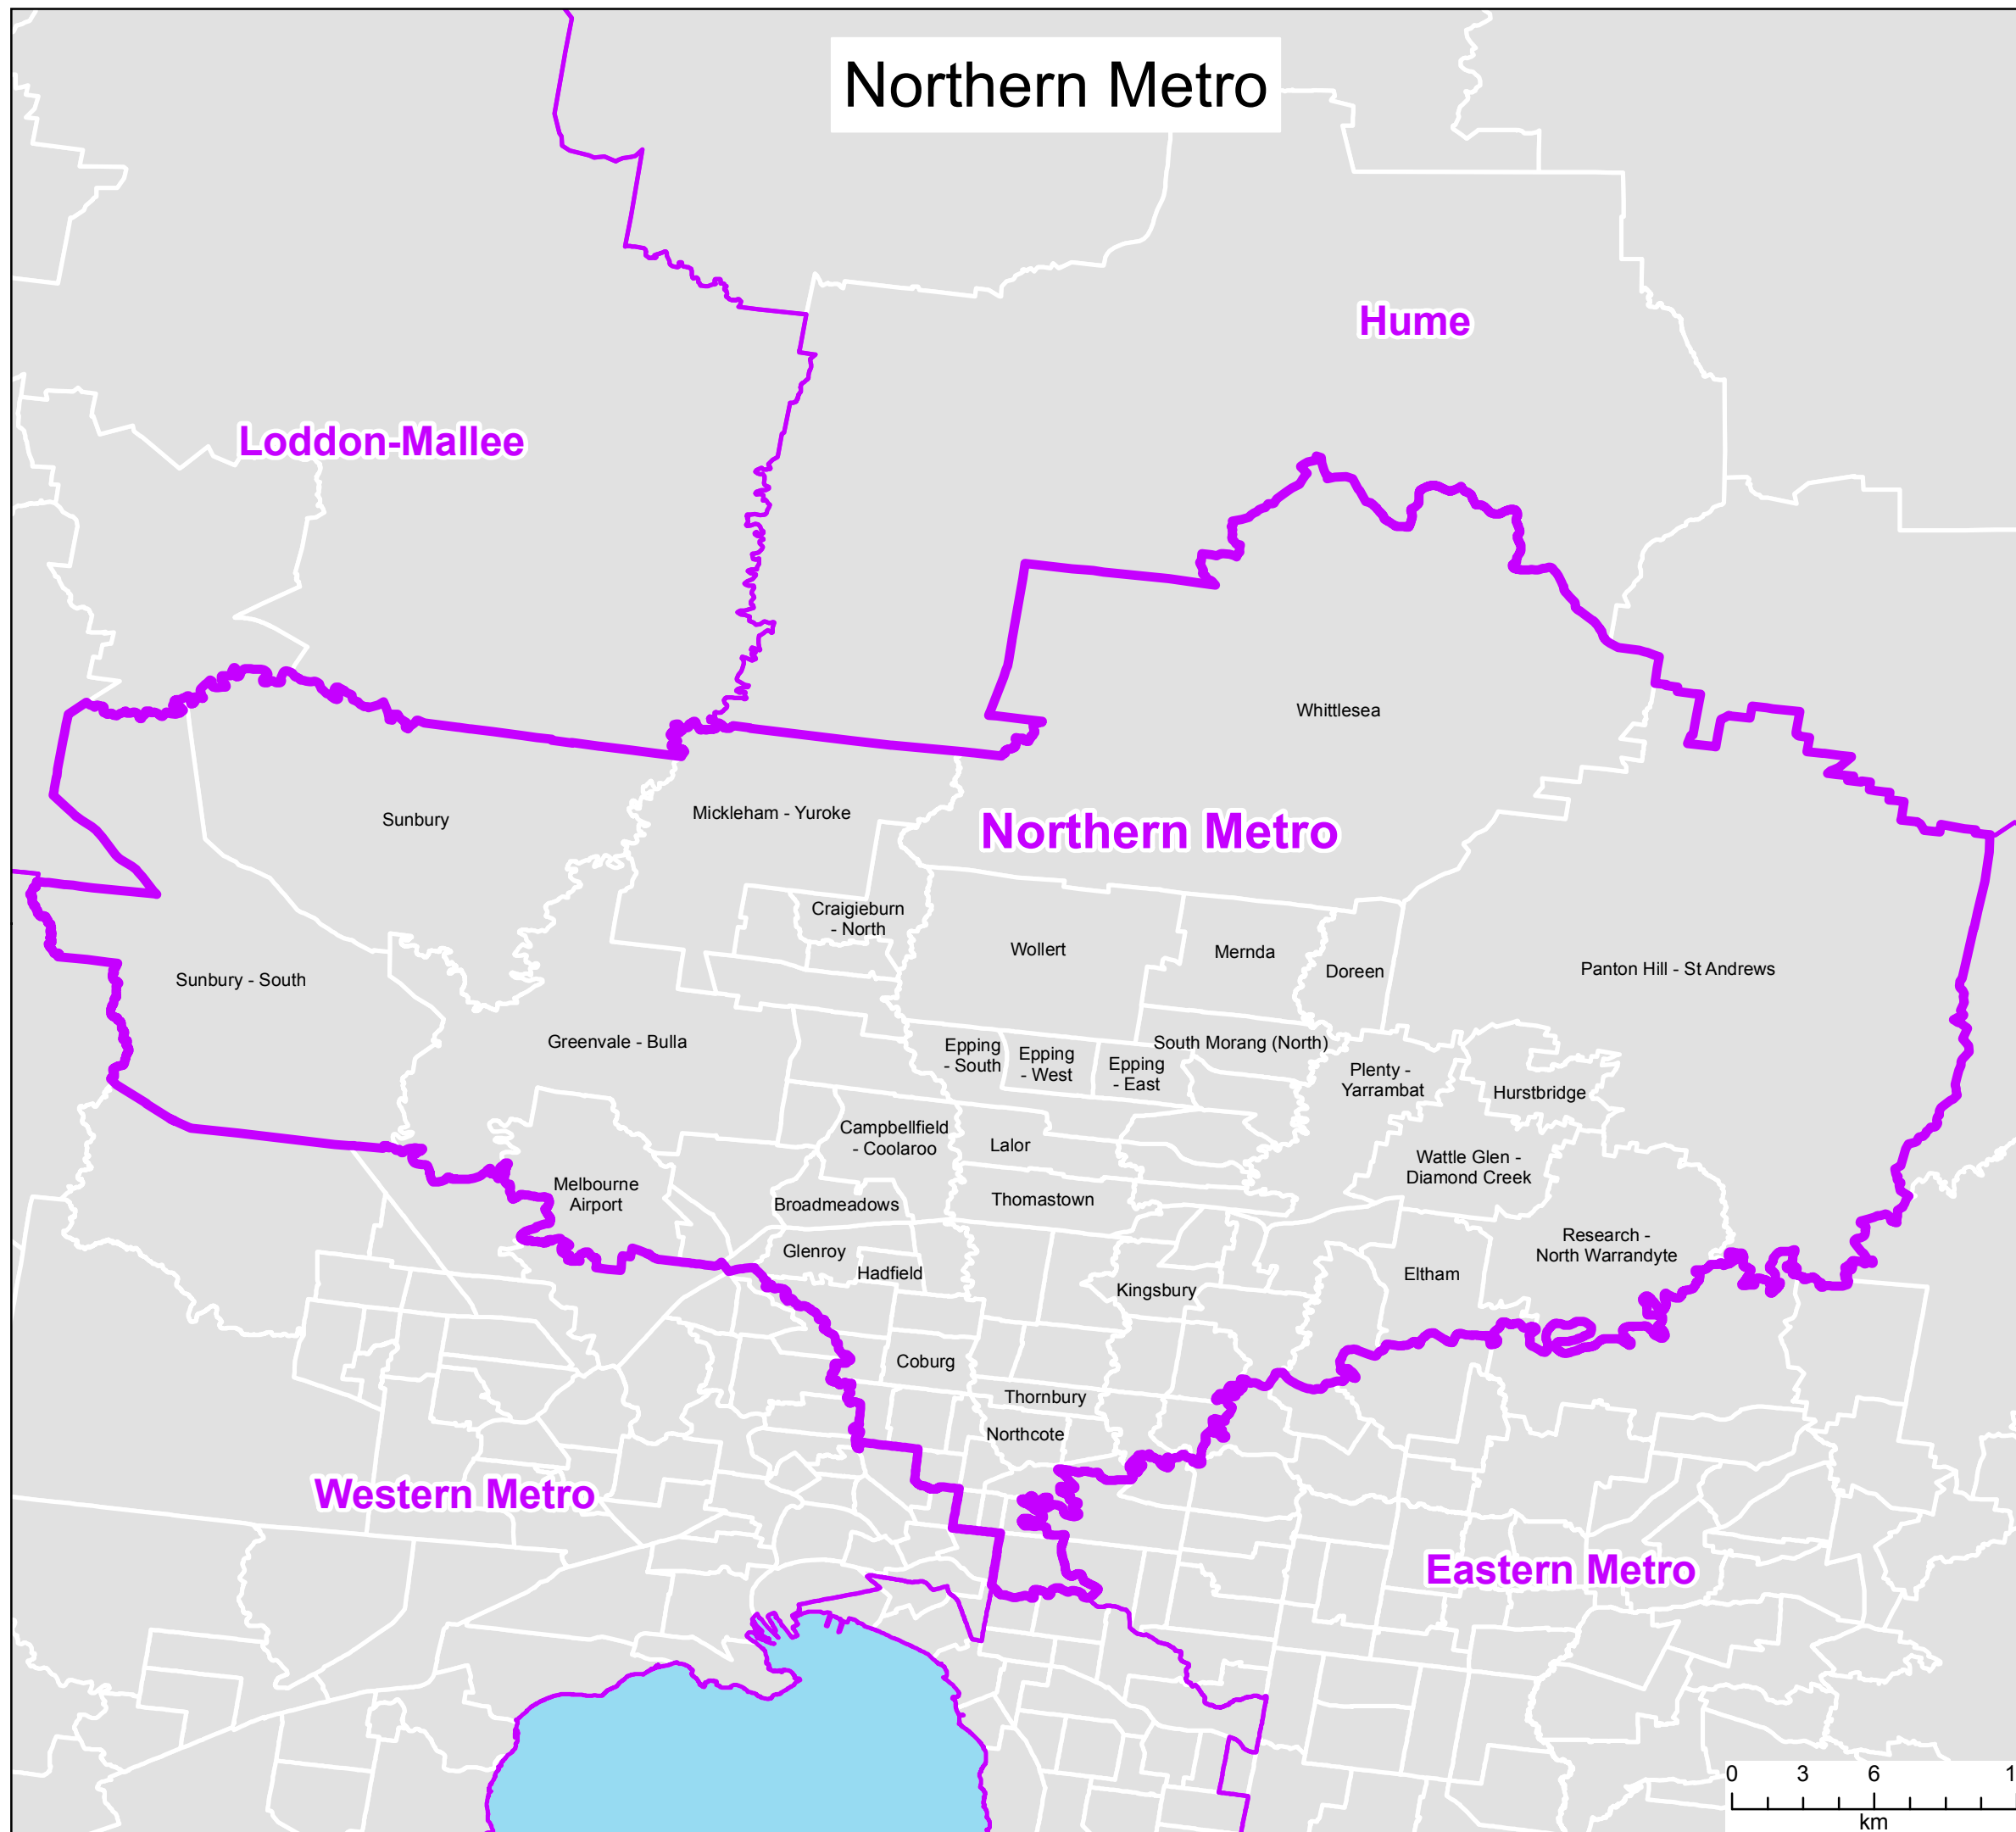 Northern Metro
Hume
Loddon-Mallee
Whittlesea
Mickleham - Yuroke
Sunbury
Northern Metro
Craigieburn
- North
Wollert
Mernda
Doreen
Panton Hill - St Andrews
Sunbury - South
Greenvale - Bulla
Epping
- South
Epping
- West
Epping
- East
South Morang (North)
Plenty -
Yarrambat
Hurstbridge
Campbellfield
- Coolaroo
Lalor
Wattle Glen -
Diamond Creek
Melbourne
Airport
Broadmeadows
Thomastown
Glenroy
Hadfield
Research -
North Warrandyte
Eltham
Kingsbury
Coburg
Thornbury
Northcote
Western Metro
Eastern Metro
0 3 6 1
km